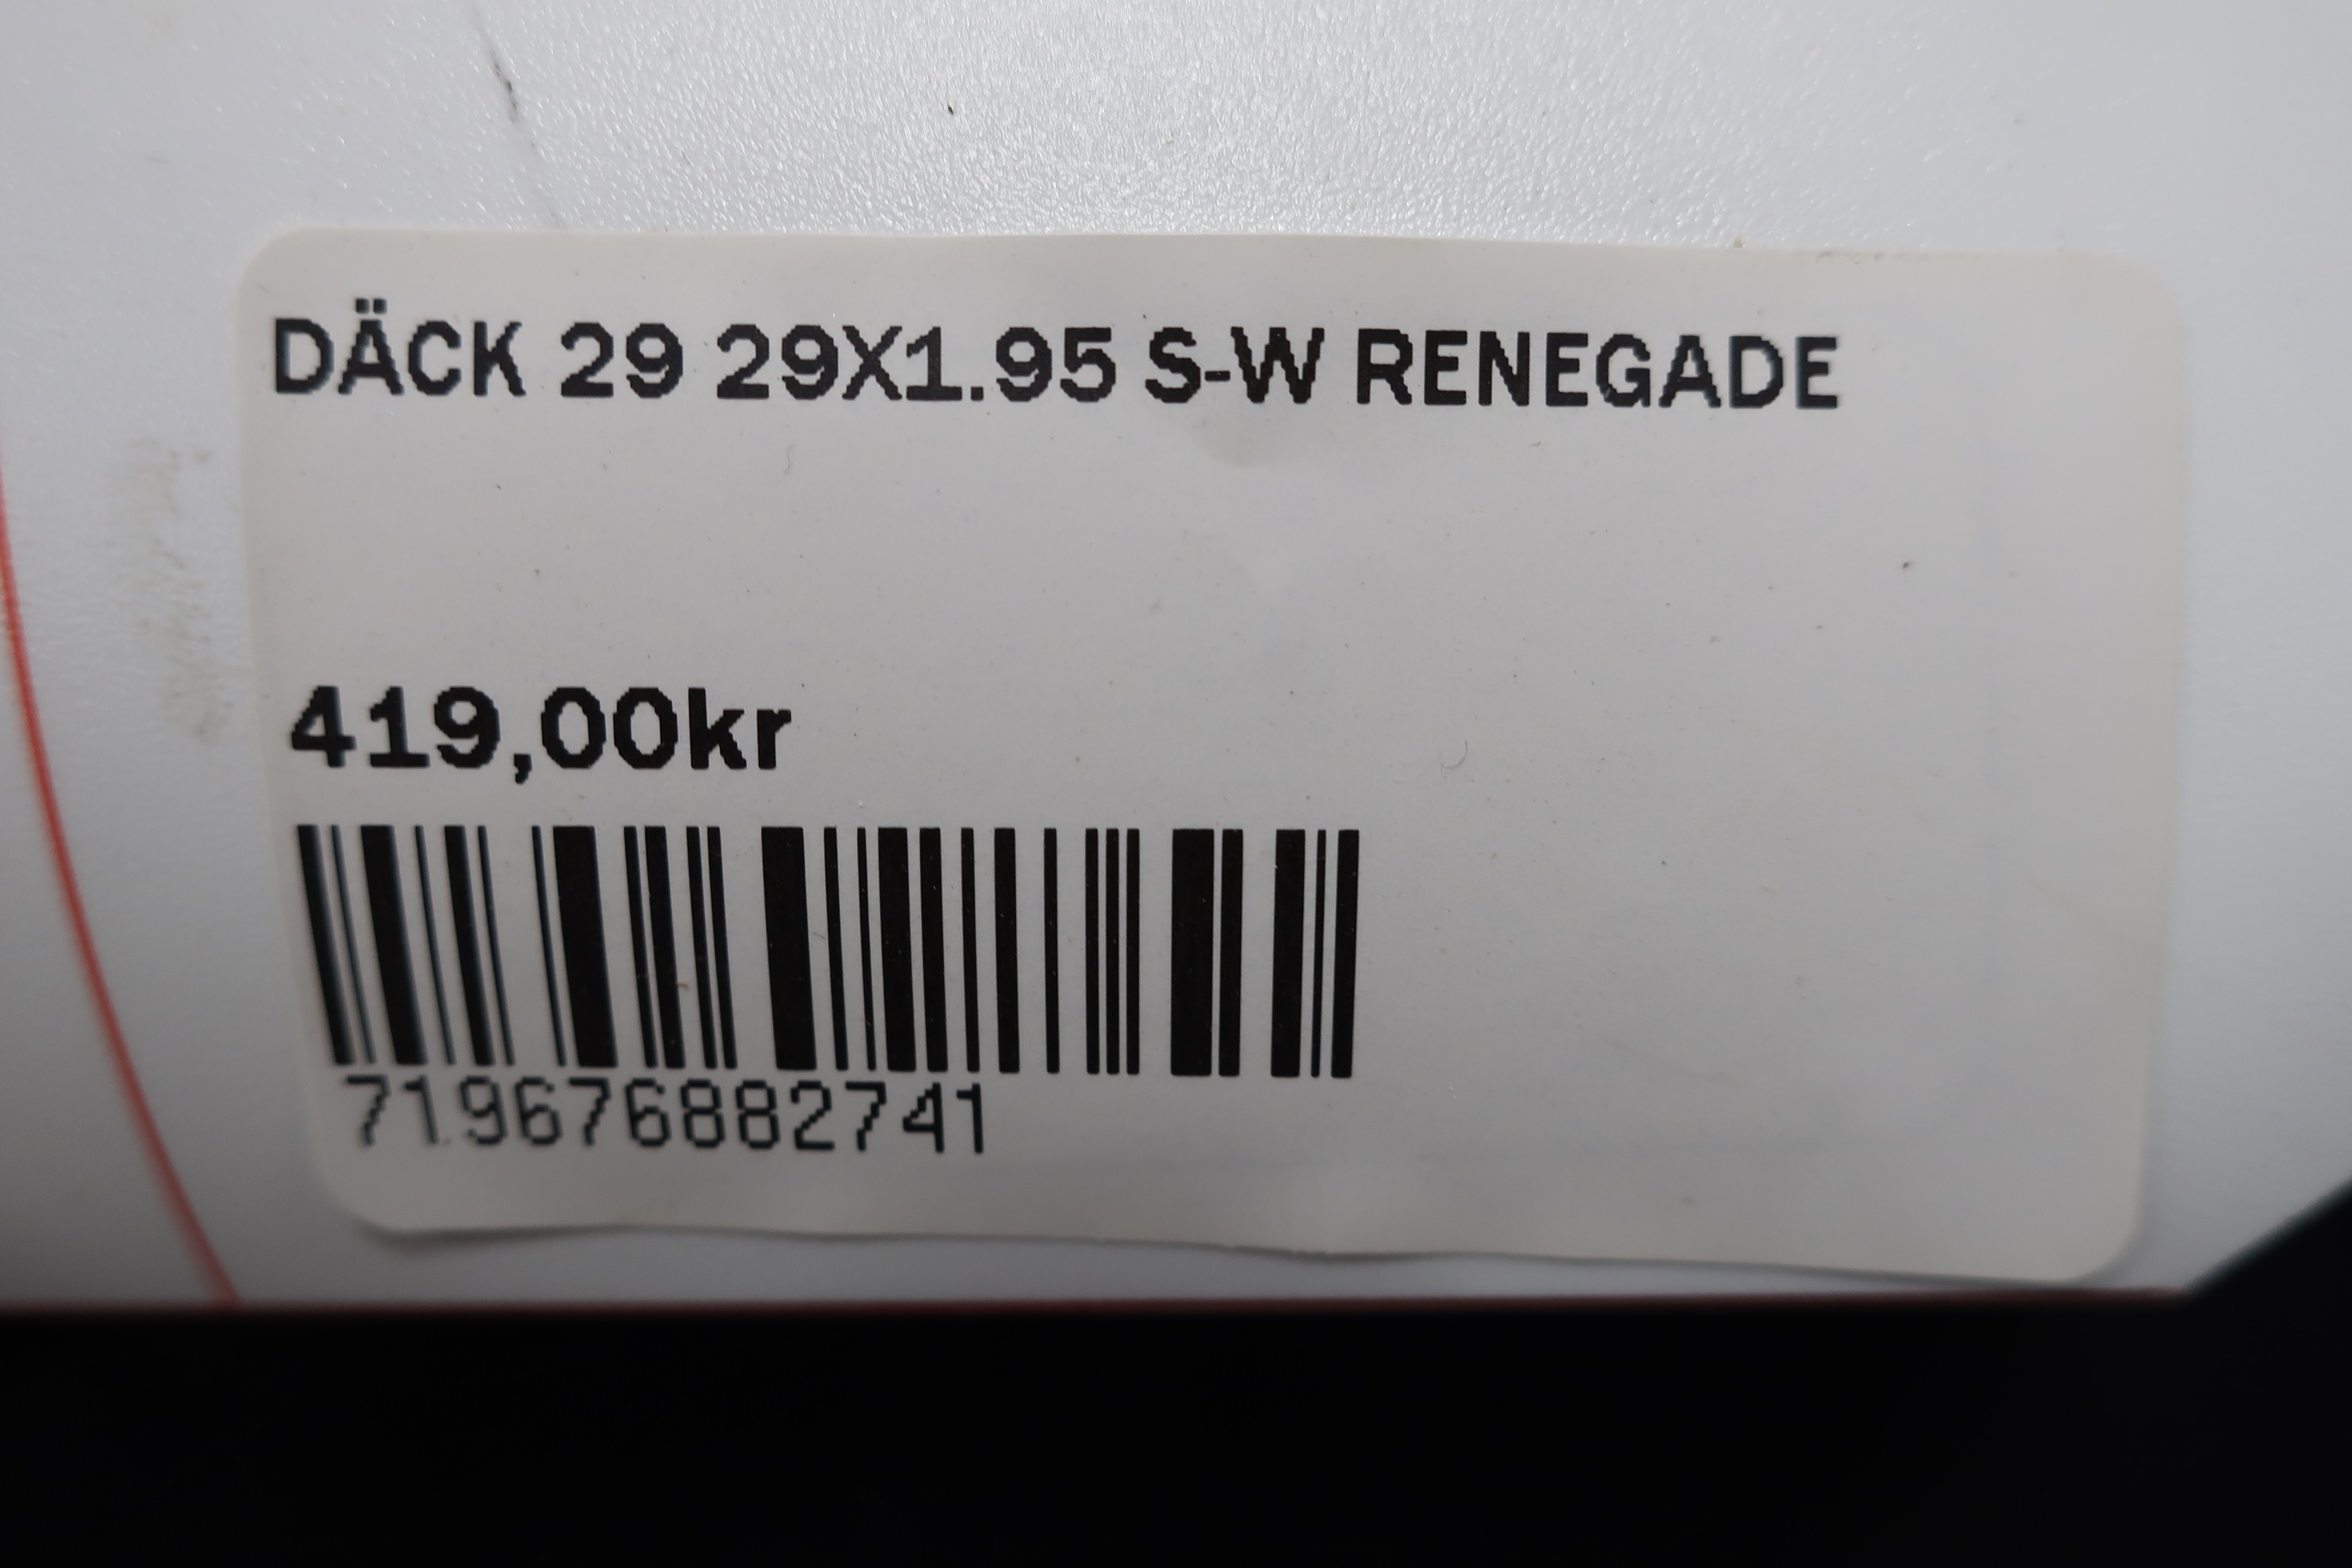 DÄCK 29 29X1.95 S-W RENEGADE
419,00kr
719676882741